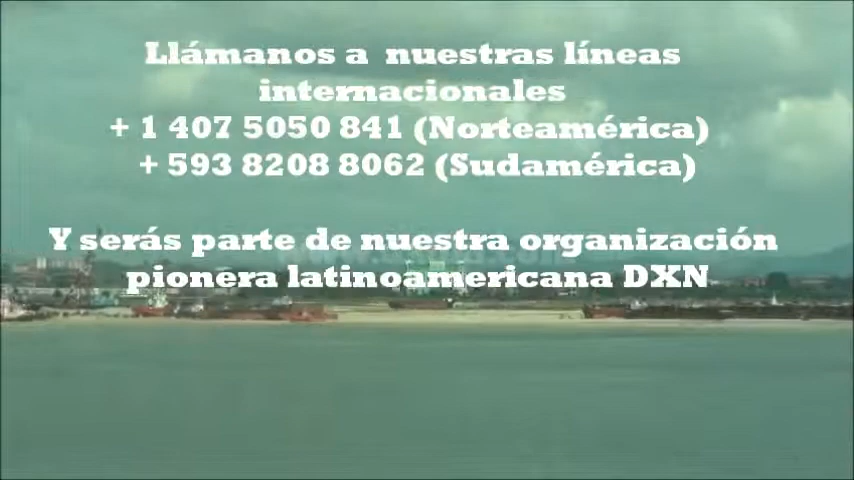 Llámanos a nuestras líneas
internacionales
+ 1 407 5050 841 (Norteamérica)
+ 593 8208 8062 (Sudamérica)
Y serás parte de nuestra organización
pionera latinoamericana DXN